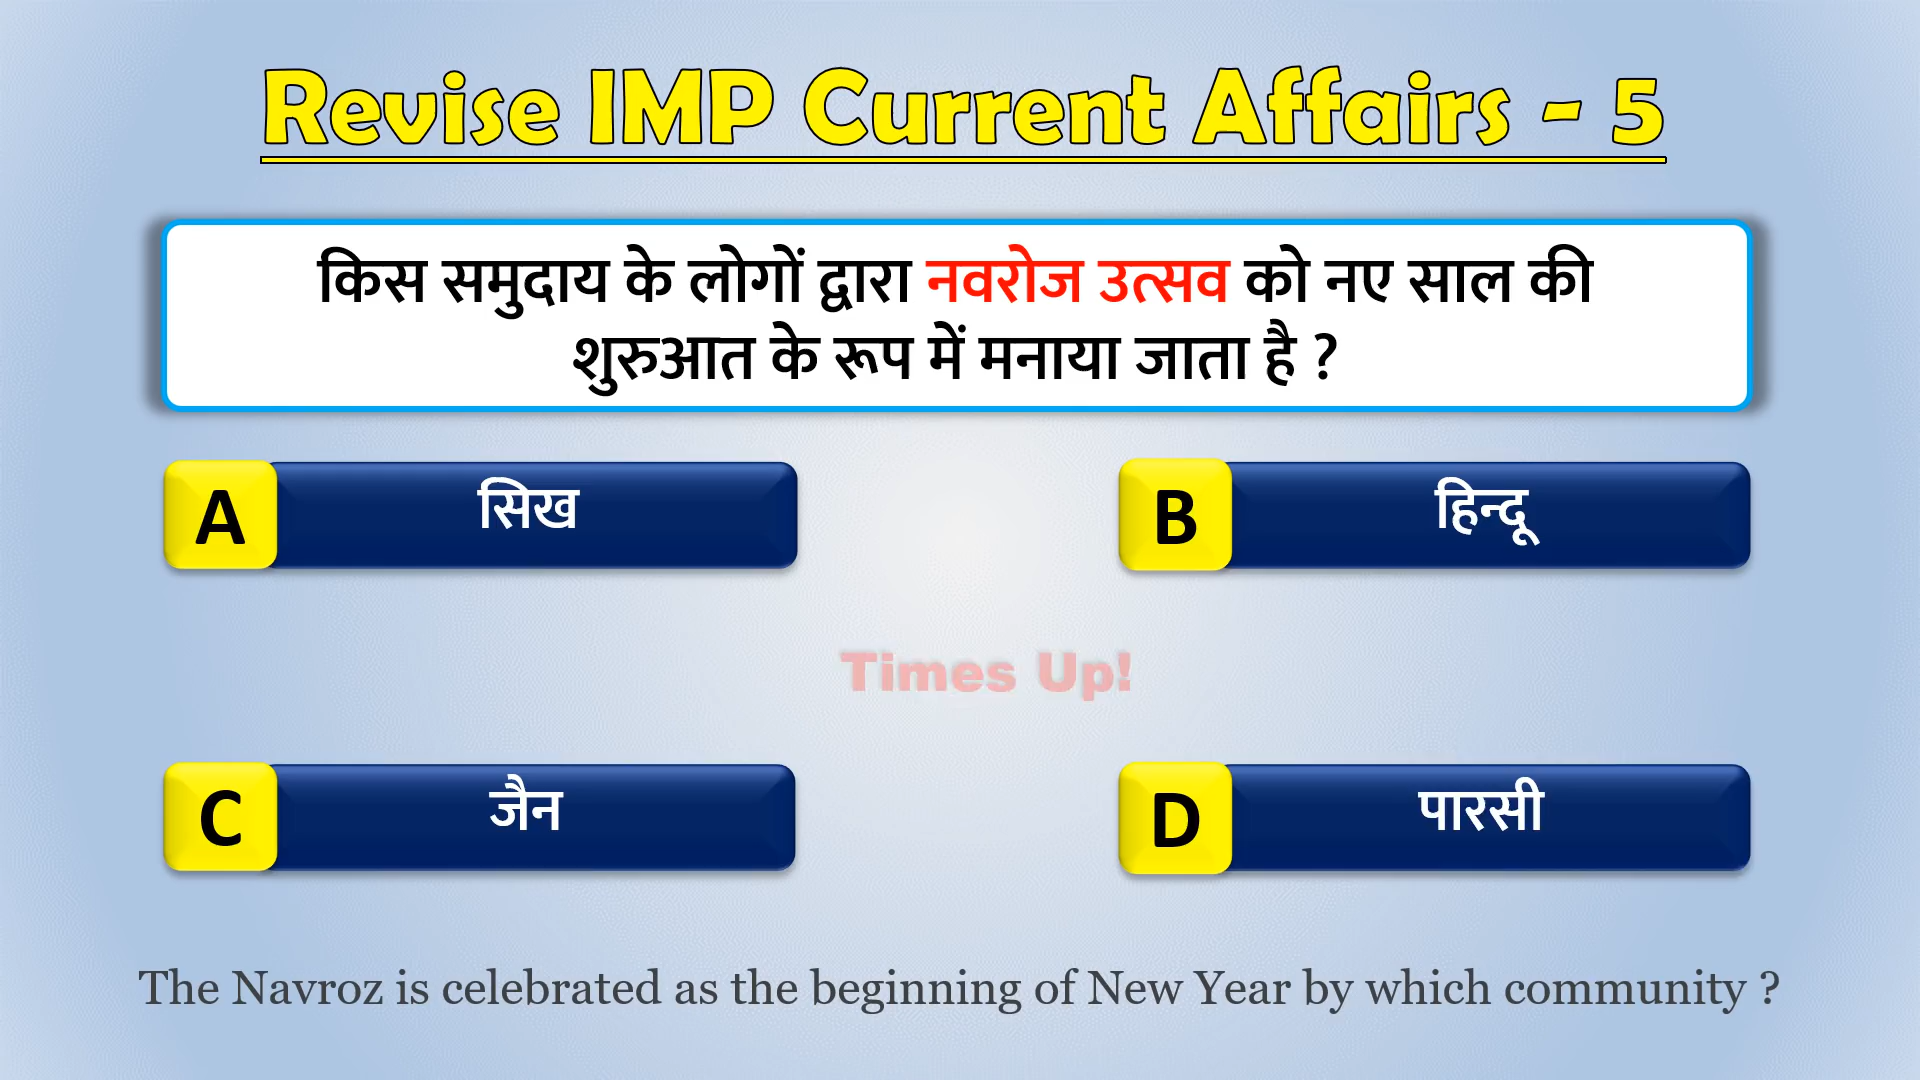 Revise IMP Current Affairs - 5
किस समुदाय के लोगों द्वारा नवरोज उत्सव को नए साल की
शुरुआत के रूप में मनाया जाता है ?
A सिख
B हिन्दू
Times Up!
C जैन
D पारसी
The Navroz is celebrated as the beginning of New Year by which community ?